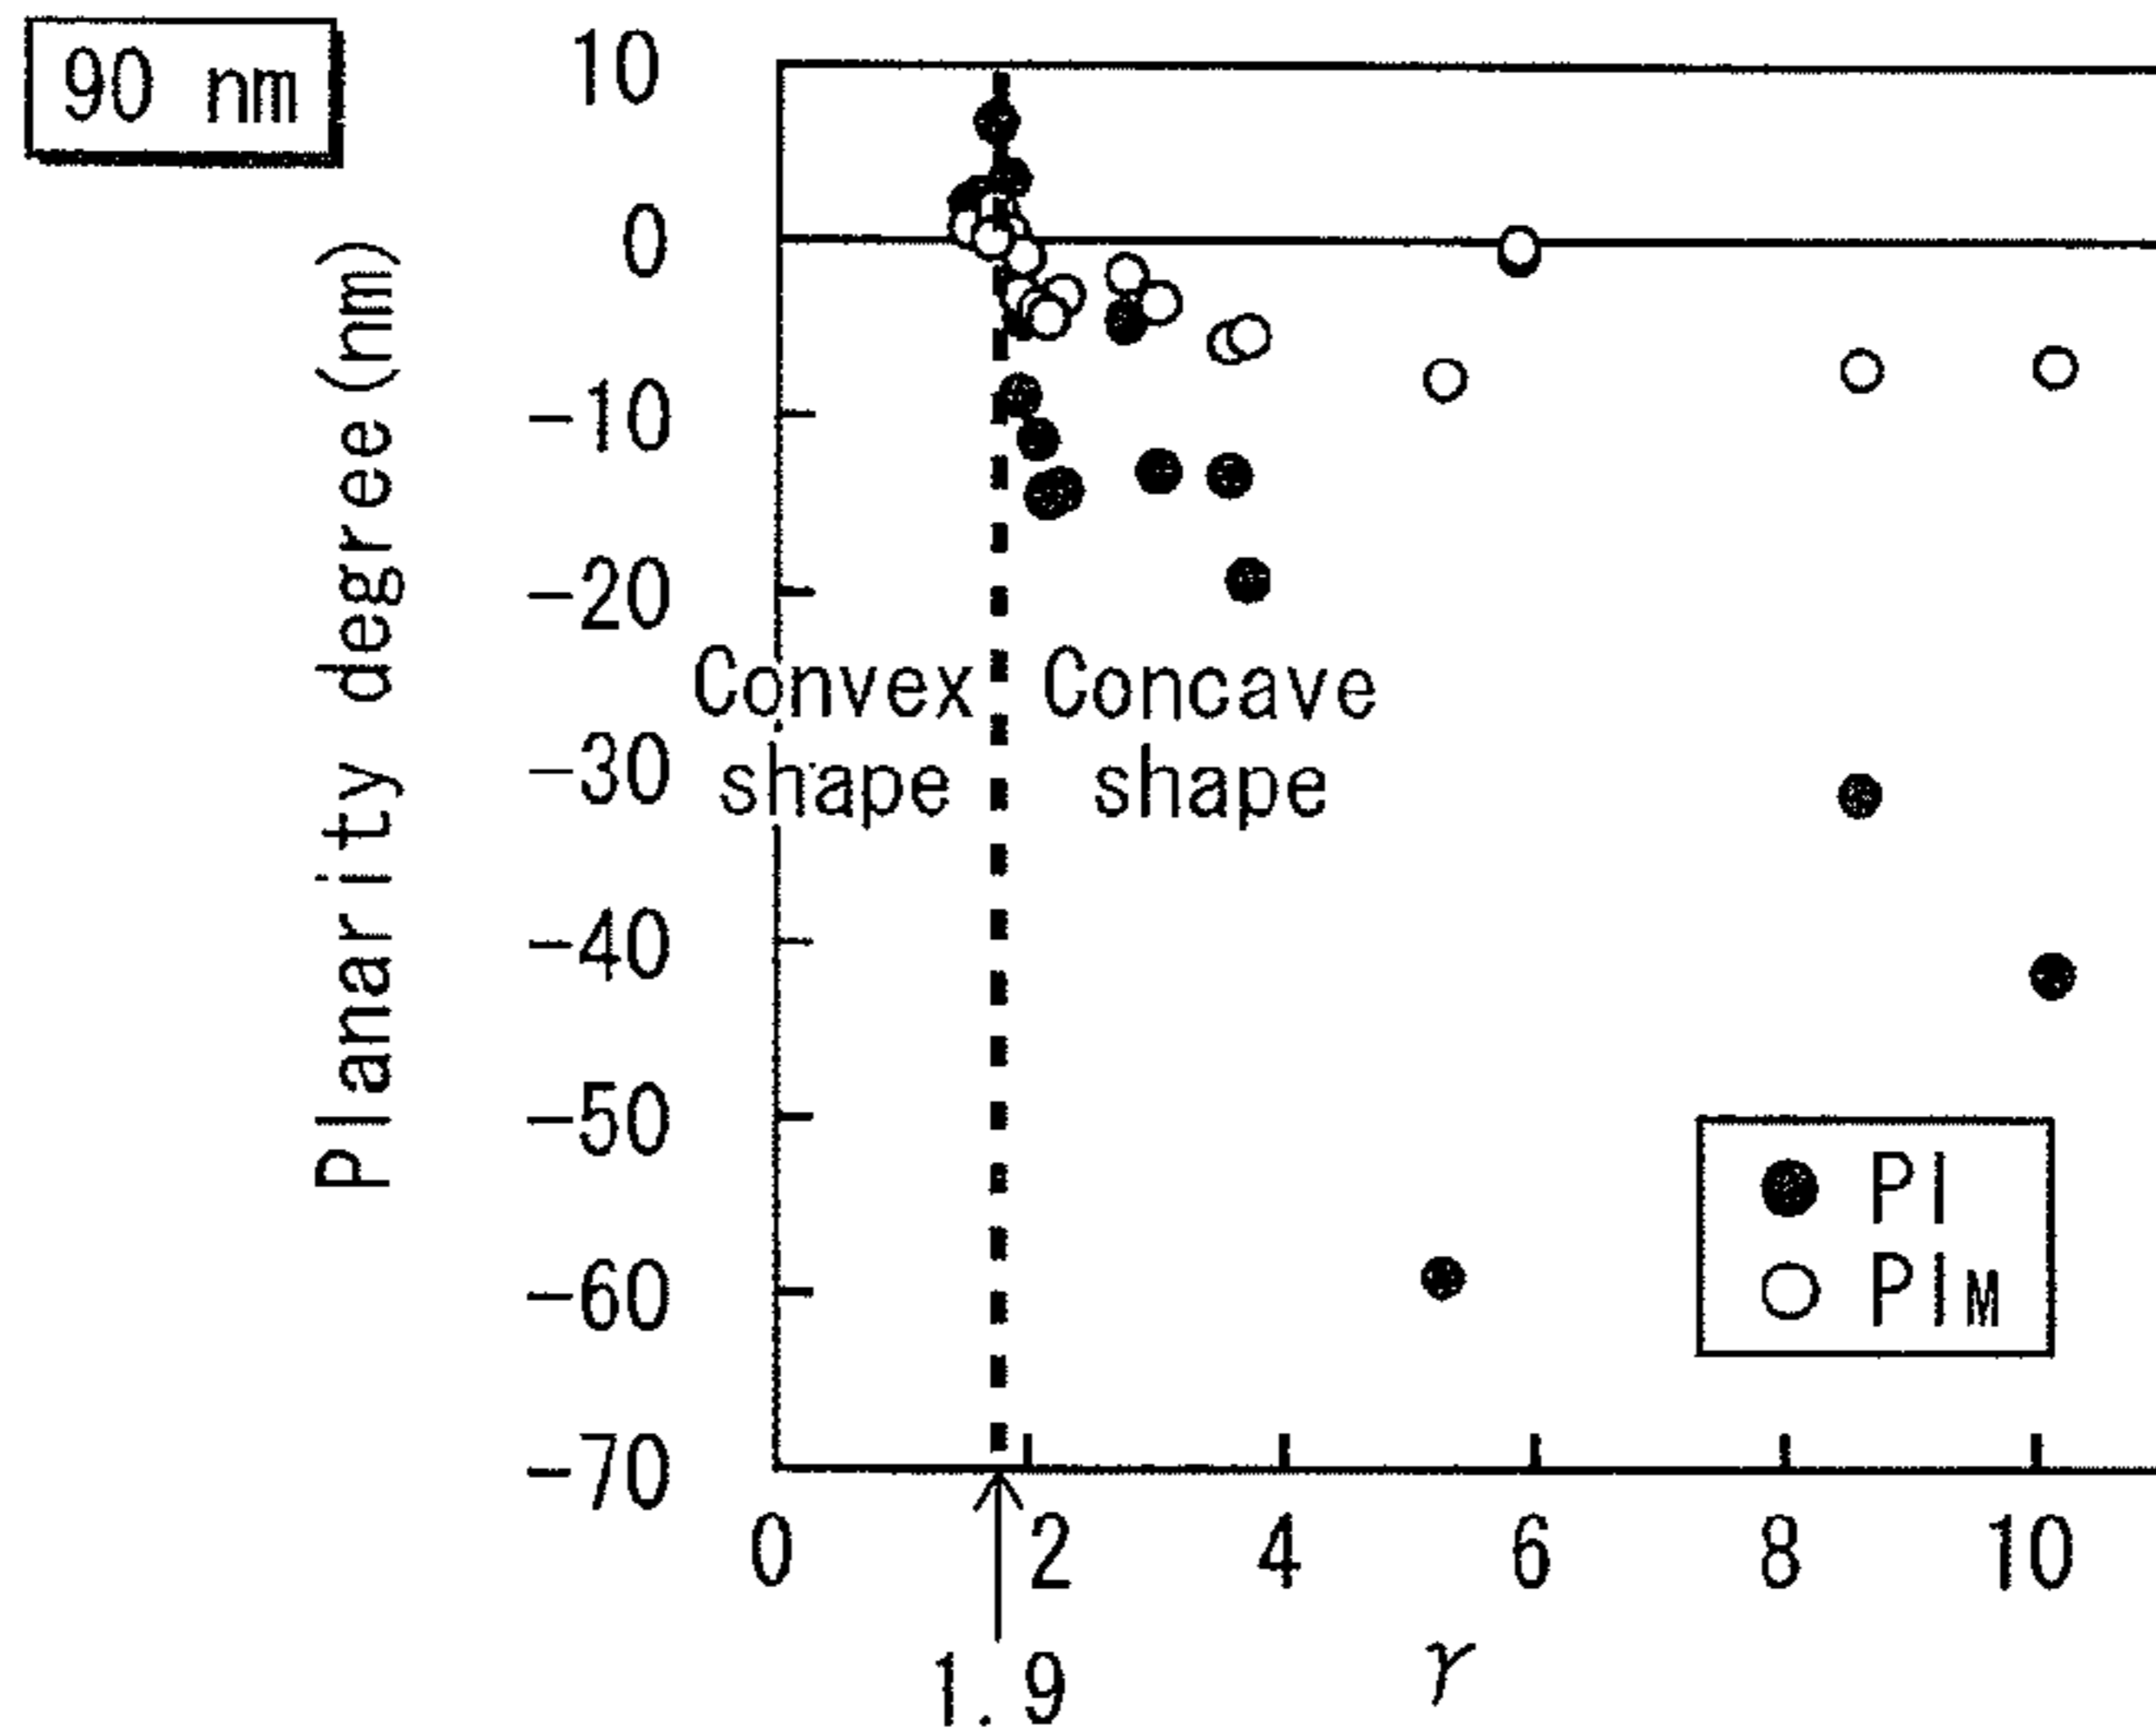 90 nm
Planarity degree(nm)
10
0
-10
-20
-30
-40
-50
-60
-70
Convex
shape
Concave
shape
PI
PIM
0
2
4
6
8
10
1.9
γ